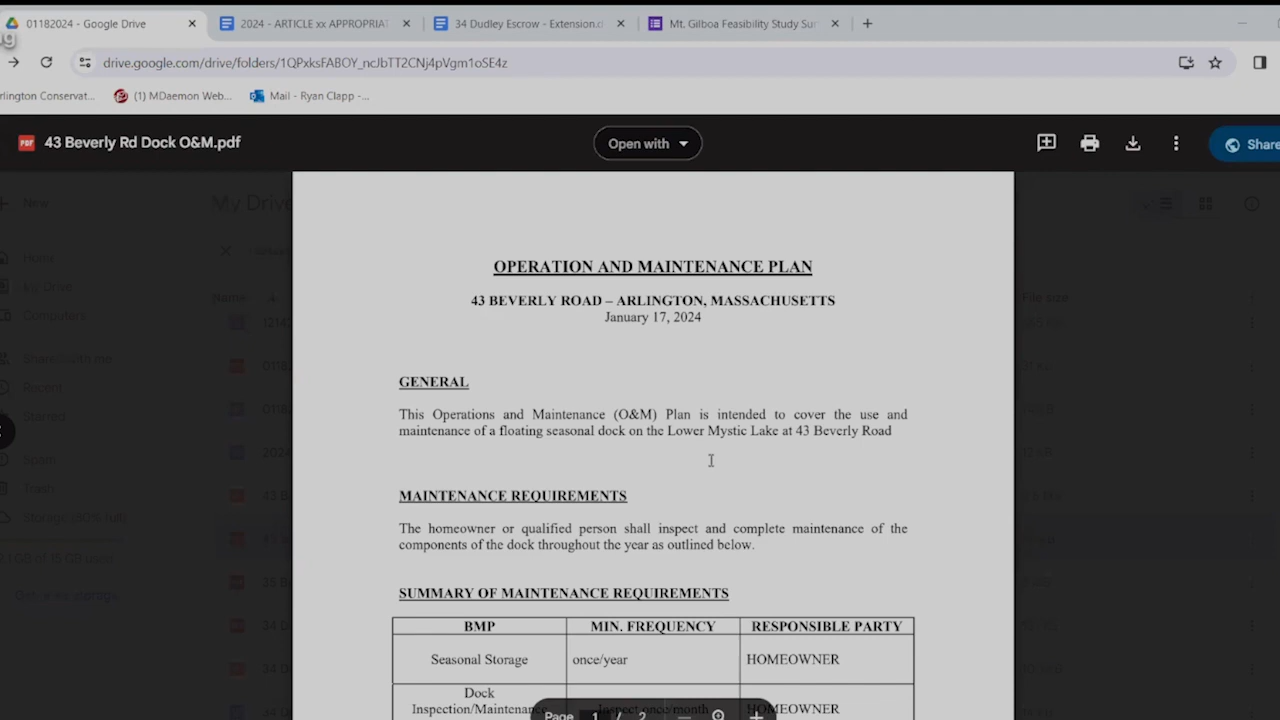 01182024 - Google Drive
2024 - ARTICLE xx APPROPRIAT
34 Dudley Escrow - Extension.d
Mt. Gilboa Feasibility Study Sur
drive.google.com/drive/folders/1QPxksFABOY_ncJbTT2CNj4pVgm1oSE4z
rlington Conservat...
(1) MDaemon Web...
Mail - Ryan Clapp -...
PDF
43 Beverly Rd Dock O&M.pdf
Open with
Share
New
My Drive
Home
My Drive
Computers
Shared with me
Recent
Starred
Spam
Trash
Name
File size
OPERATION AND MAINTENANCE PLAN
43 BEVERLY ROAD – ARLINGTON, MASSACHUSETTS
January 17, 2024
GENERAL
This Operations and Maintenance (O&M) Plan is intended to cover the use and
maintenance of a floating seasonal dock on the Lower Mystic Lake at 43 Beverly Road
MAINTENANCE REQUIREMENTS
The homeowner or qualified person shall inspect and complete maintenance of the
components of the dock throughout the year as outlined below.
SUMMARY OF MAINTENANCE REQUIREMENTS
BMP MIN. FREQUENCY RESPONSIBLE PARTY
Seasonal Storage once/year HOMEOWNER
Dock
Inspection/Maintenance Inspect once/month HOMEOWNER
Page 1 / 2